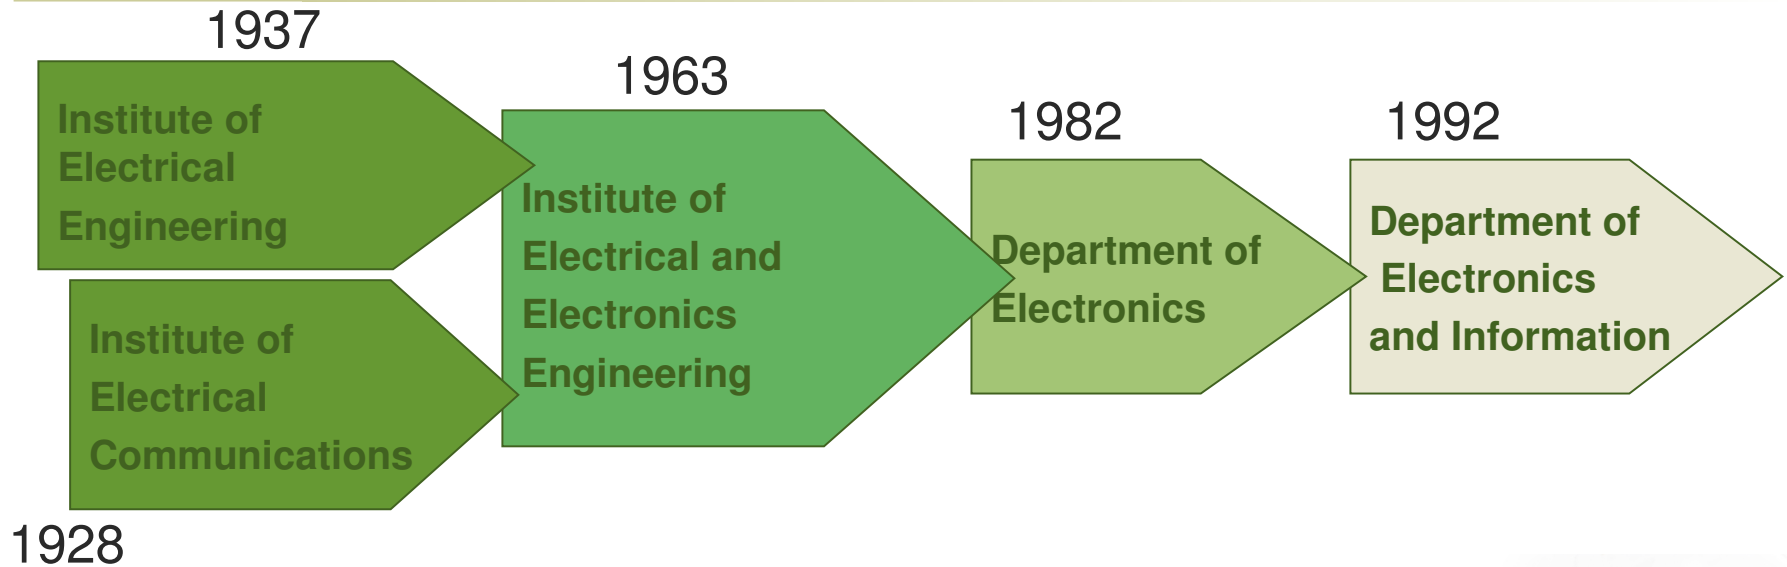 1937
Institute of
Electrical
Engineering
Institute of
Electrical
Communications
1928
1963
Institute of
Electrical and
Electronics
Engineering
1982
Department of
Electronics
1992
Department of
Electronics
and Information